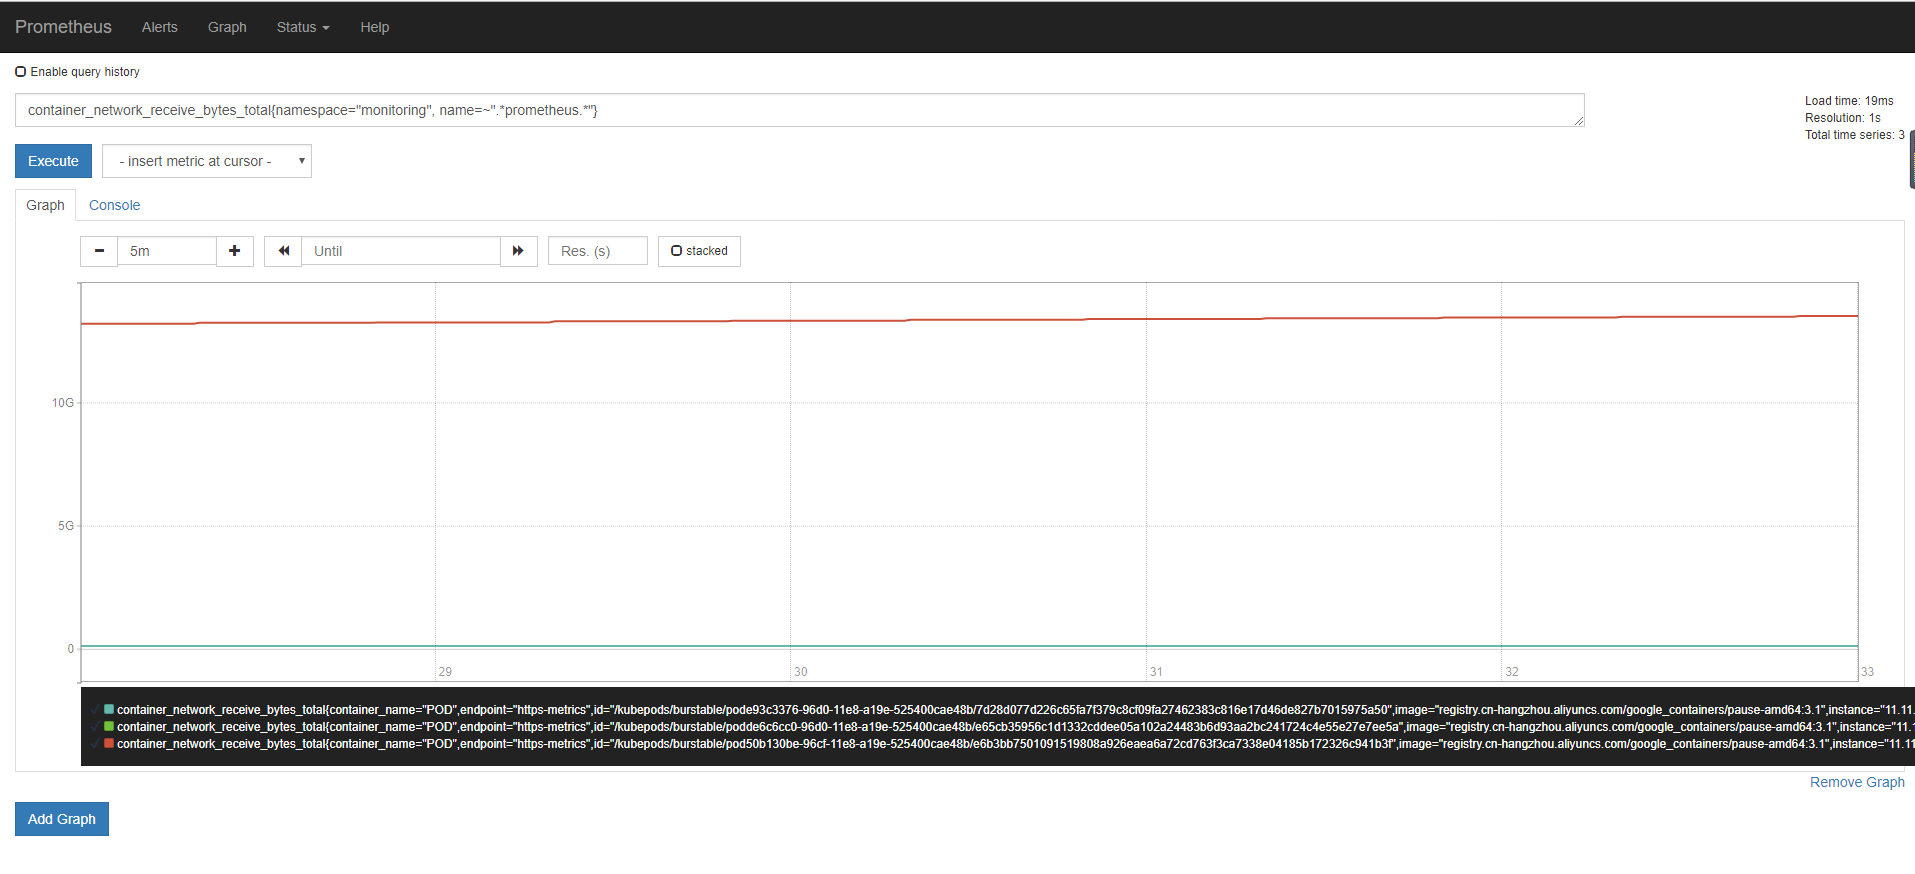 Prometheus Alerts Graph Status Help
Enable query history
container_network_receive_bytes_total{namespace="monitoring", name=~".*prometheus.*"}
Load time: 19ms
Resolution: 1s
Total time series: 3
Execute - insert metric at cursor -
Graph Console
5m Until Res. (s) stacked
10G
5G
0
29 30 31 32 33
container_network_receive_bytes_total{container_name="POD",endpoint="https-metrics",id="/kubepods/burstable/pode93c3376-96d0-11e8-a19e-525400cae48b/7d28d077d226c65fa7f379c8cf09fa27462383c816e17d46de827b7015975a50",image="registry.cn-hangzhou.aliyuncs.com/google_containers/pause-amd64:3.1",instance="11.11.
container_network_receive_bytes_total{container_name="POD",endpoint="https-metrics",id="/kubepods/burstable/podde6c6cc0-96d0-11e8-a19e-525400cae48b/e65cb35956c1d1332cddee05a102a24483b6d93aa2bc241724c4e55e27e7ee5a",image="registry.cn-hangzhou.aliyuncs.com/google_containers/pause-amd64:3.1",instance="11.1
container_network_receive_bytes_total{container_name="POD",endpoint="https-metrics",id="/kubepods/burstable/pod50b130be-96cf-11e8-a19e-525400cae48b/e6b3bb7501091519808a926eaea6a72cd763f3ca7338e04185b172326c941b3f",image="registry.cn-hangzhou.aliyuncs.com/google_containers/pause-amd64:3.1",instance="11.11
Remove Graph
Add Graph